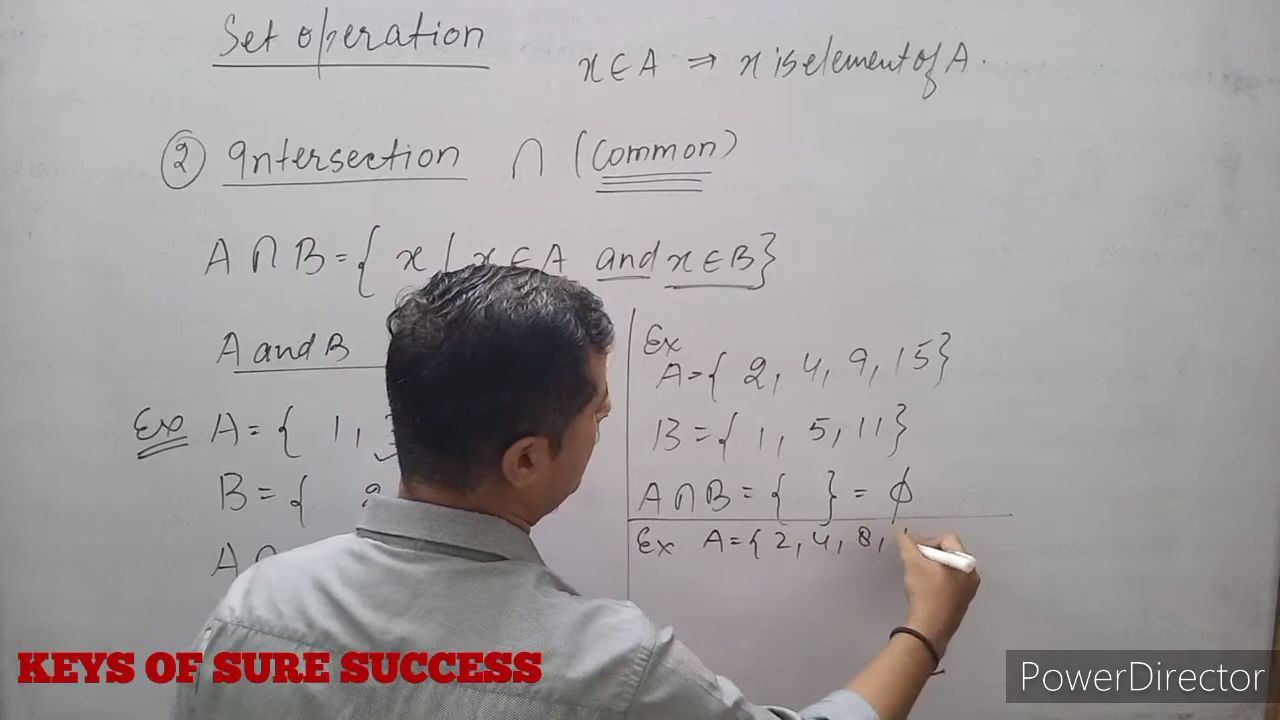 Set operation
x ∈ A ⇒ x is element of A.
② Intersection ∩ (Common)
A ∩ B = { x / x ∈ A and x ∈ B}
A and B
Ex A = { 1,
B = {
A
Ex
A = { 2, 4, 9, 15}
B = { 1, 5, 11 }
A ∩ B = { } = ϕ
Ex A = { 2, 4, 8,
KEYS OF SURE SUCCESS
PowerDirector